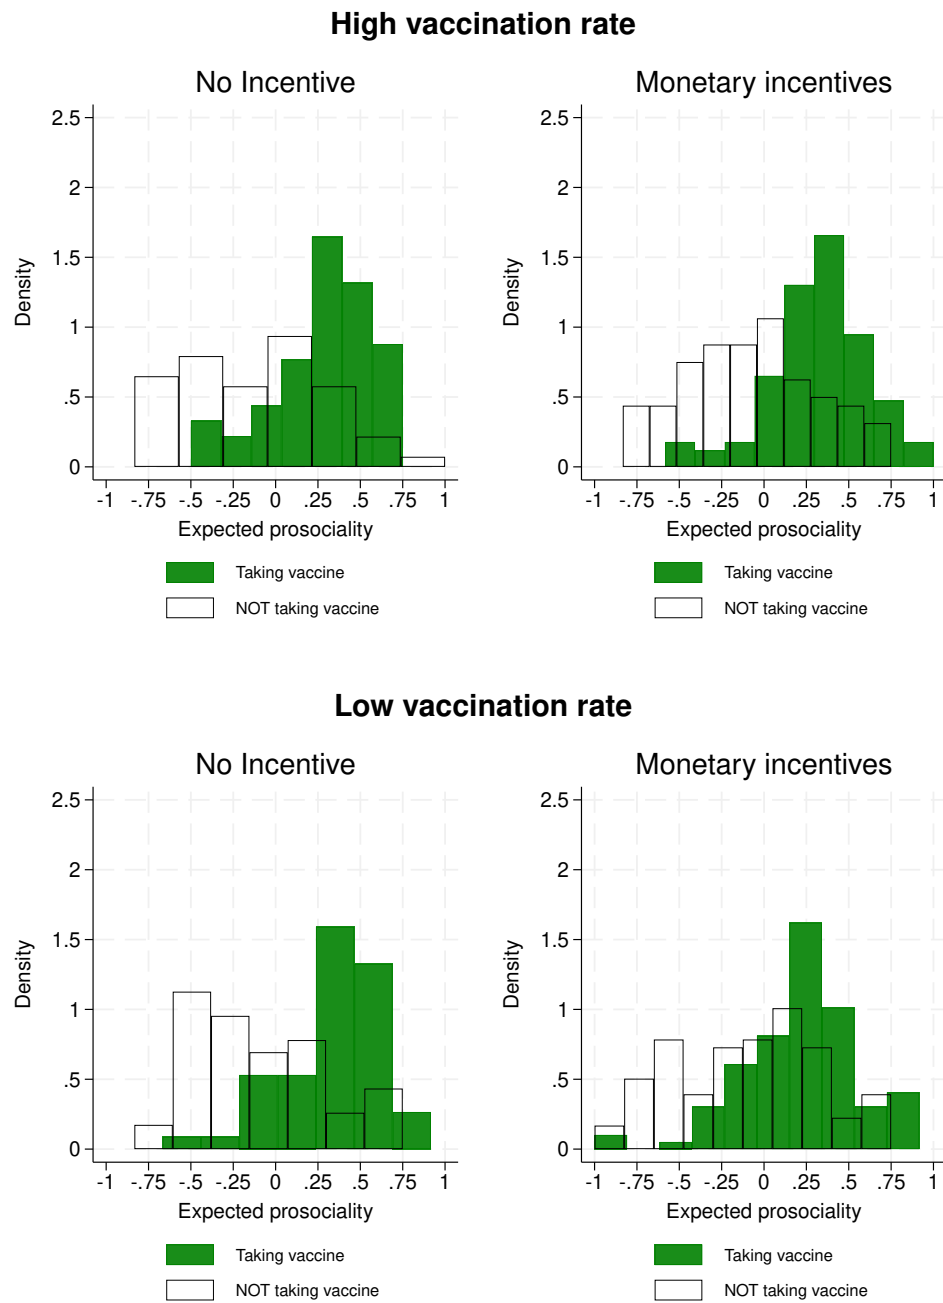 High vaccination rate
No Incentive
Monetary incentives
2.5
2
1.5
1
.5
0
Density
-1 -.75 -.5 -.25 0 .25 .5 .75 1
Expected prosociality
Taking vaccine
NOT taking vaccine
2.5
2
1.5
1
.5
0
Density
-1 -.75 -.5 -.25 0 .25 .5 .75 1
Expected prosociality
Taking vaccine
NOT taking vaccine
Low vaccination rate
No Incentive
Monetary incentives
2.5
2
1.5
1
.5
0
Density
-1 -.75 -.5 -.25 0 .25 .5 .75 1
Expected prosociality
Taking vaccine
NOT taking vaccine
2.5
2
1.5
1
.5
0
Density
-1 -.75 -.5 -.25 0 .25 .5 .75 1
Expected prosociality
Taking vaccine
NOT taking vaccine